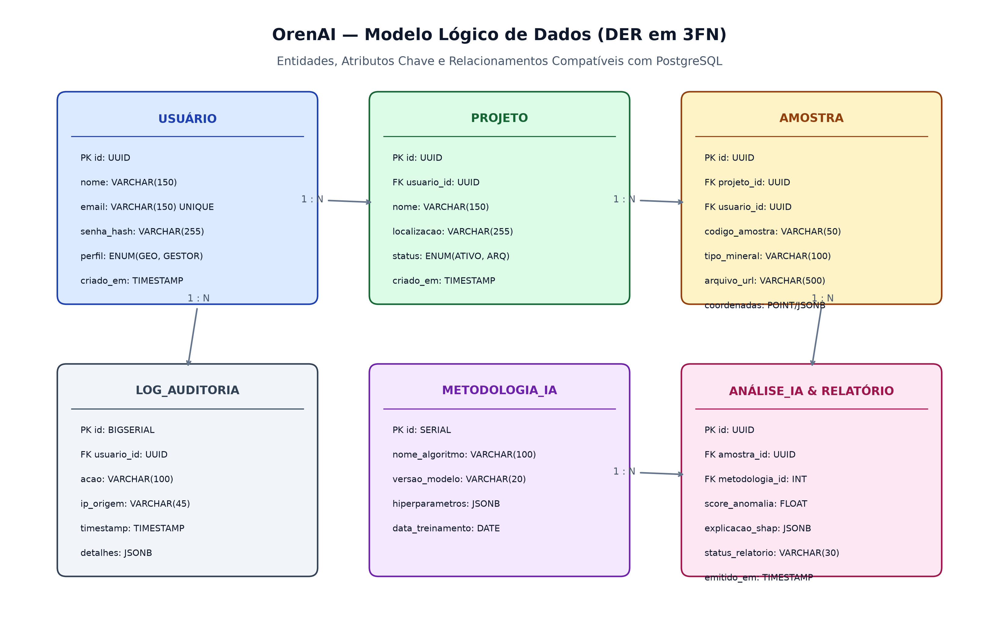 OrenAI — Modelo Lógico de Dados (DER em 3FN)
Entidades, Atributos Chave e Relacionamentos Compatíveis com PostgreSQL
USUÁRIO
PK id: UUID
nome: VARCHAR(150)
email: VARCHAR(150) UNIQUE
senha_hash: VARCHAR(255)
perfil: ENUM(GEO, GESTOR)
criado_em: TIMESTAMP
1 : N
1 : N
PROJETO
PK id: UUID
FK usuario_id: UUID
nome: VARCHAR(150)
localizacao: VARCHAR(255)
status: ENUM(ATIVO, ARQ)
criado_em: TIMESTAMP
1 : N
AMOSTRA
PK id: UUID
FK projeto_id: UUID
FK usuario_id: UUID
codigo_amostra: VARCHAR(50)
tipo_mineral: VARCHAR(100)
arquivo_url: VARCHAR(500)
1 : N
coordenadas: POINT/JSONB
LOG_AUDITORIA
PK id: BIGSERIAL
FK usuario_id: UUID
acao: VARCHAR(100)
ip_origem: VARCHAR(45)
timestamp: TIMESTAMP
detalhes: JSONB
METODOLOGIA_IA
PK id: SERIAL
nome_algoritmo: VARCHAR(100)
versao_modelo: VARCHAR(20)
hiperparametros: JSONB
data_treinamento: DATE
1 : N
ANÁLISE_IA & RELATÓRIO
PK id: UUID
FK amostra_id: UUID
FK metodologia_id: INT
score_anomalia: FLOAT
explicacao_shap: JSONB
status_relatorio: VARCHAR(30)
emitido_em: TIMESTAMP